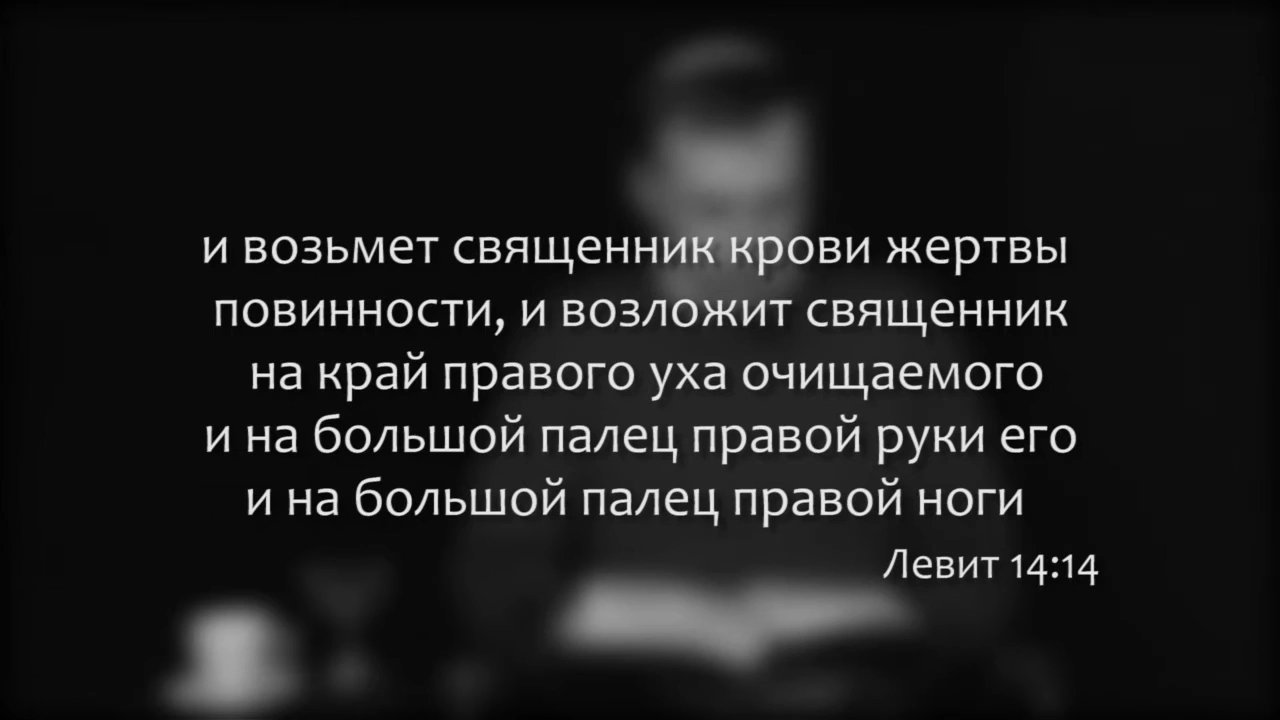 и возьмет священник крови жертвы
повинности, и возложит священник
на край правого уха очищаемого
и на большой палец правой руки его
и на большой палец правой ноги
Левит 14:14